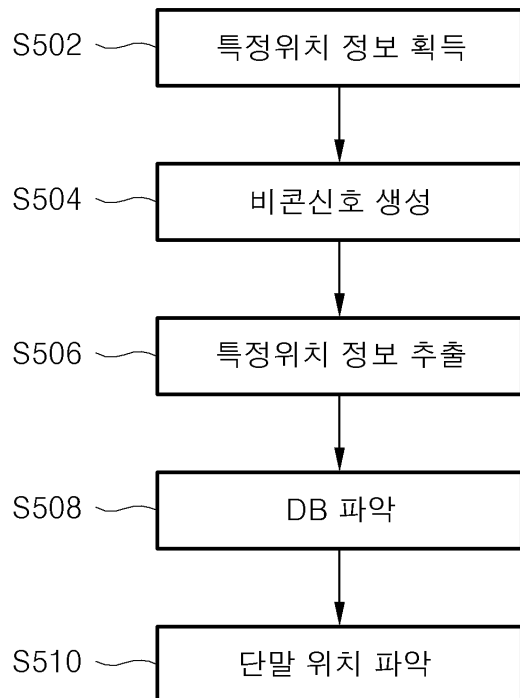 S502 특정위치 정보 획득
S504 비콘신호 생성
S506 특정위치 정보 추출
S508 DB 파악
S510 단말 위치 파악